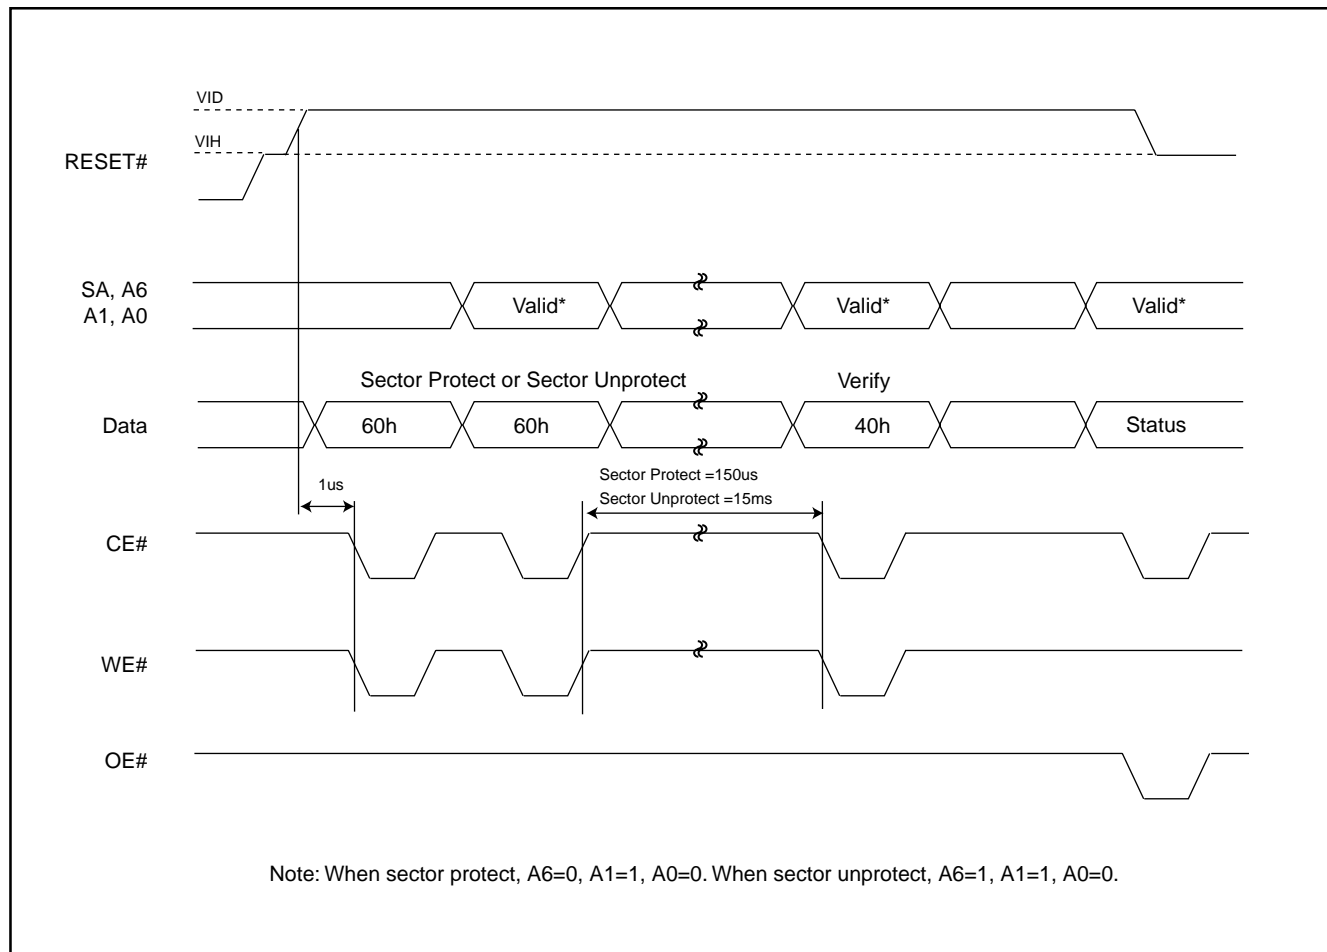 VID
VIH
RESET#
SA, A6
A1, A0
Valid*
Valid*
Valid*
Sector Protect or Sector Unprotect
Verify
Data
60h
60h
40h
Status
1us
Sector Protect =150us
Sector Unprotect =15ms
CE#
WE#
OE#
Note: When sector protect, A6=0, A1=1, A0=0. When sector unprotect, A6=1, A1=1, A0=0.